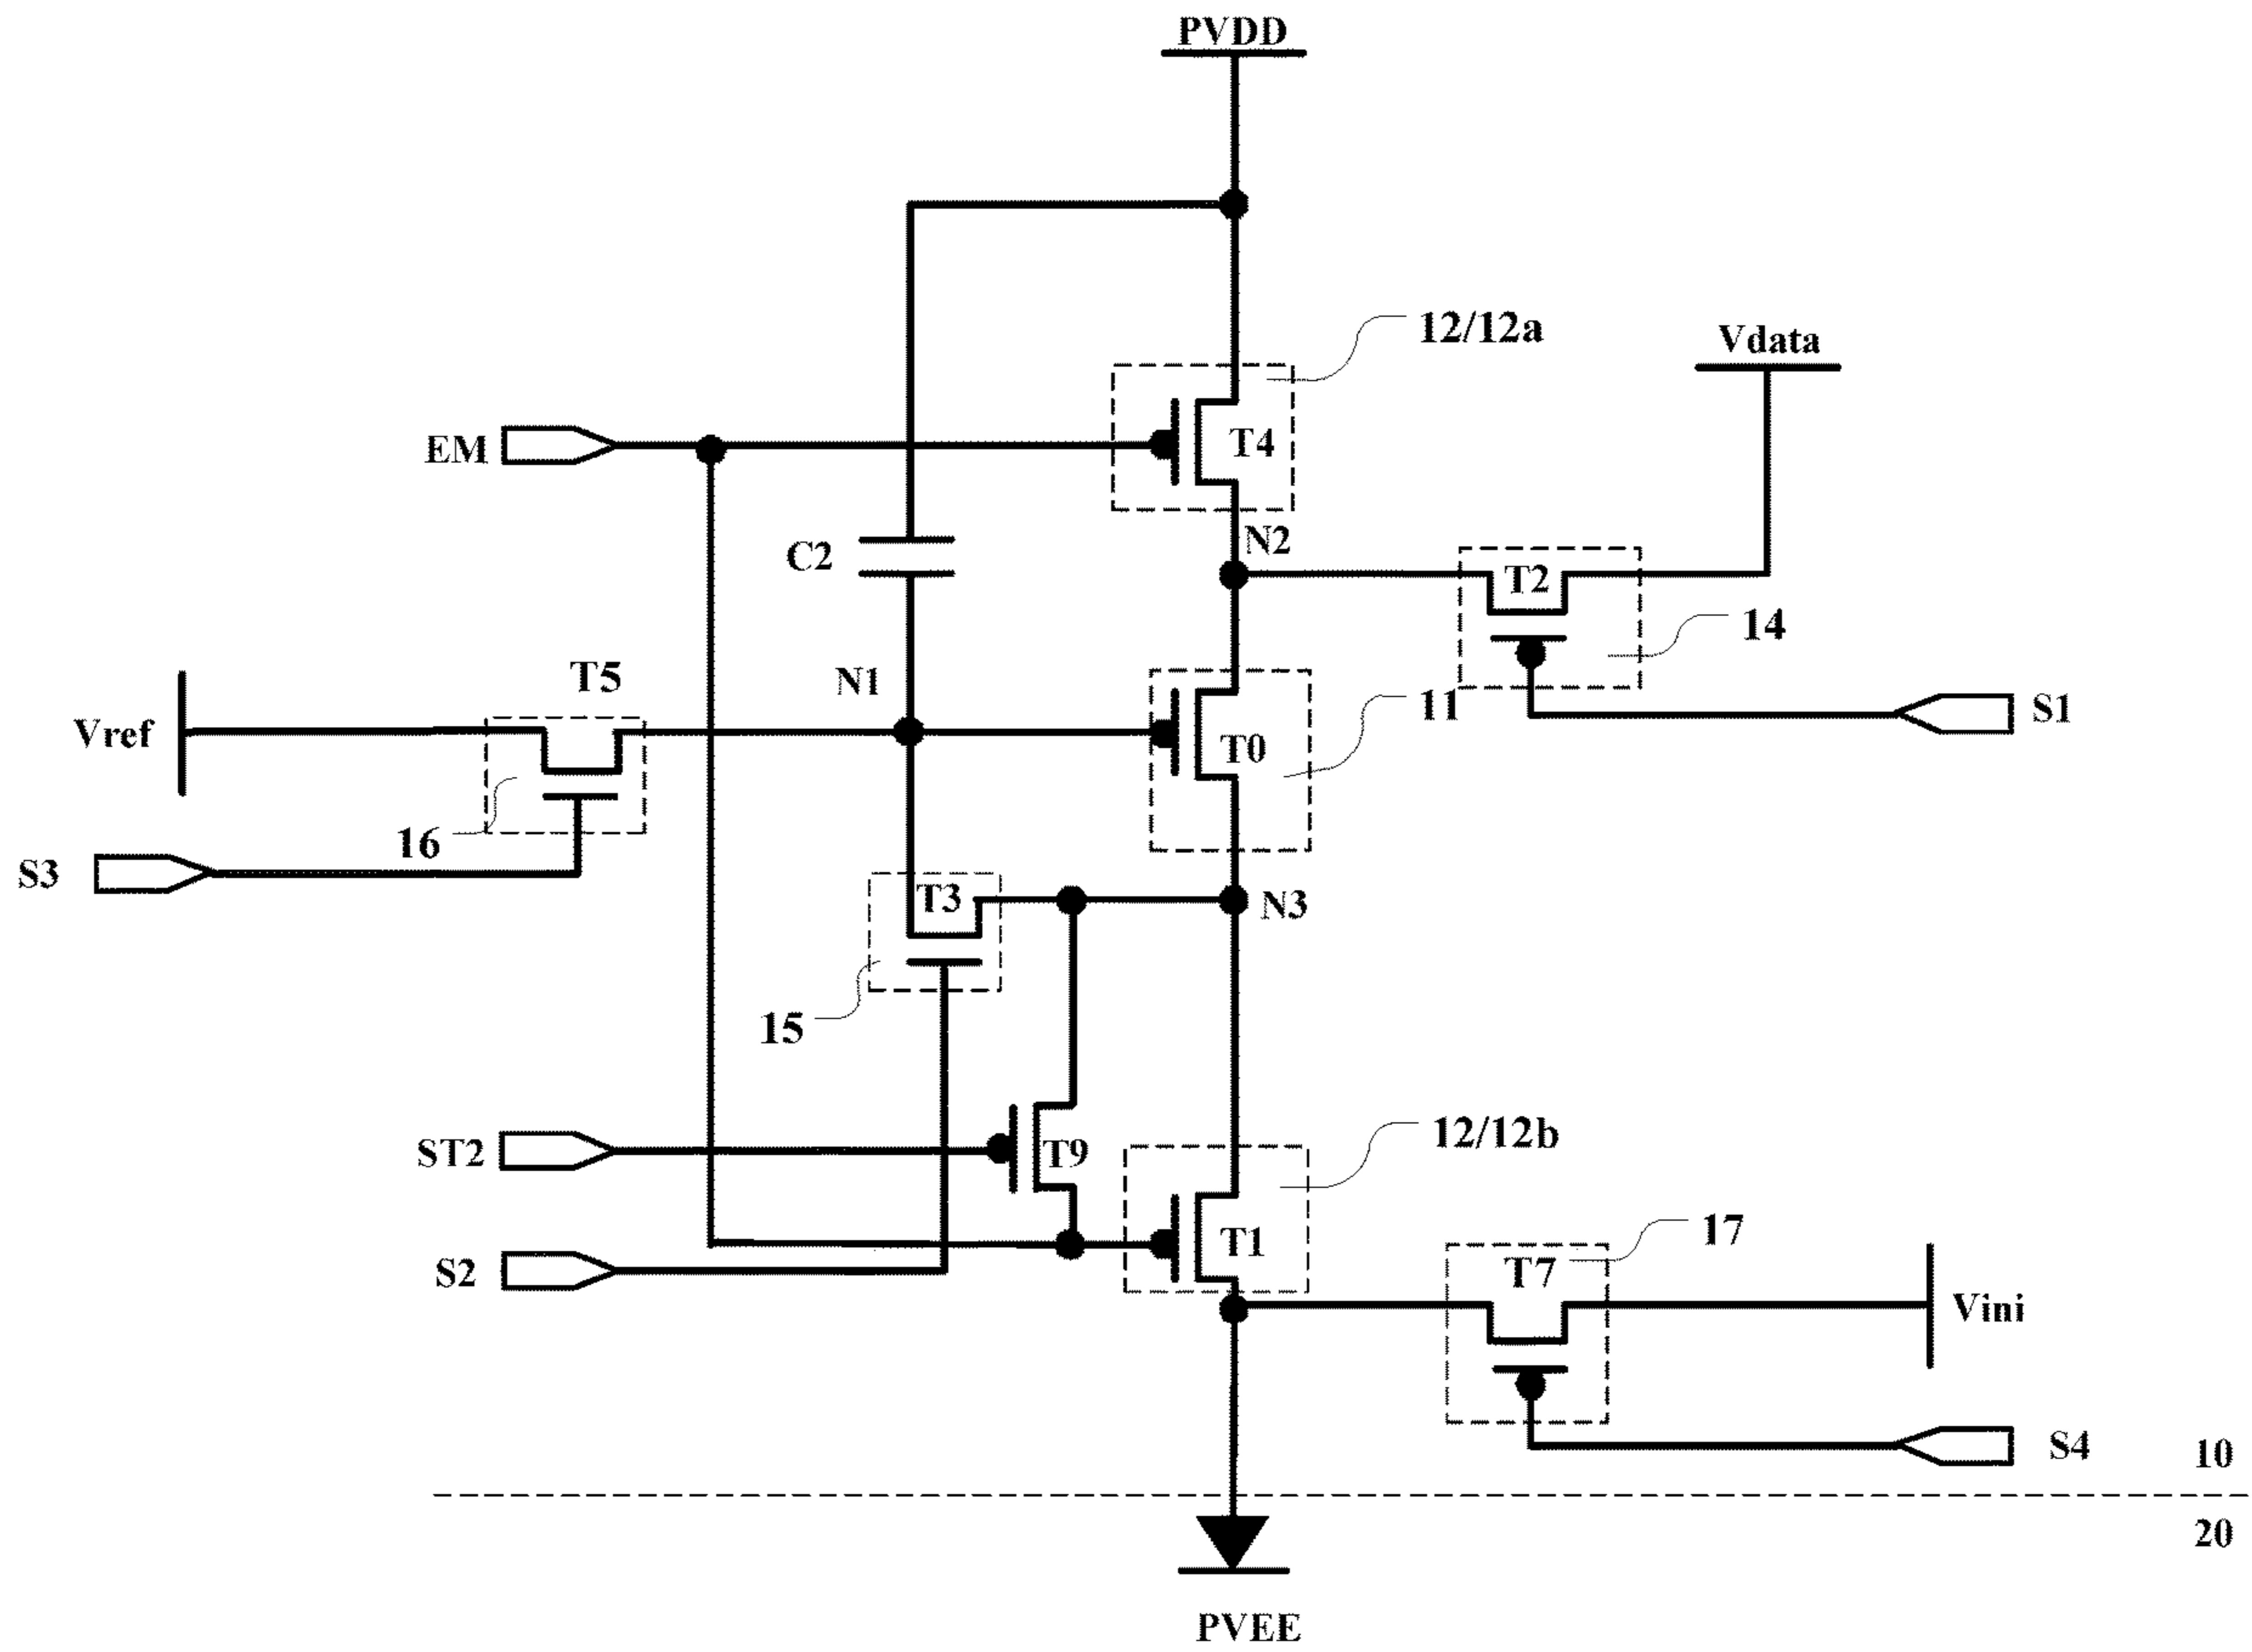 PVDD
12/12a
Vdata
EM
T4
N2
C2
T2
14
T5
N1
11
S1
Vref
T0
16
S3
T3
N3
15
12/12b
ST2
T9
17
S2
T1
T7
Vini
S4
10
20
PVEE